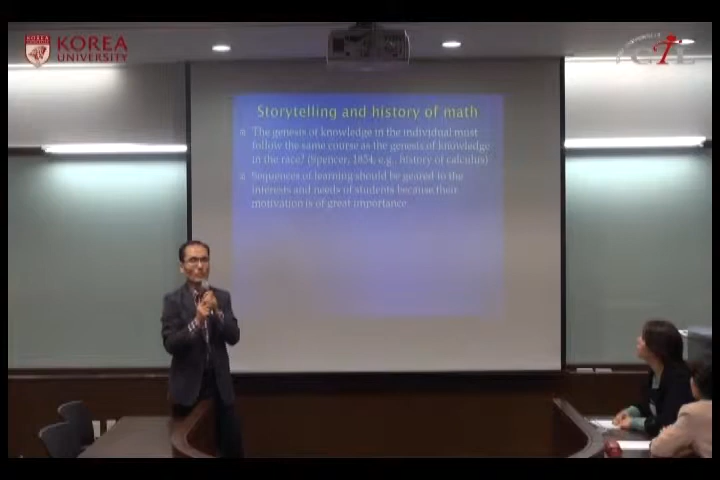 KOREA
UNIVERSITY
Storytelling and history of math
The genesis of knowledge in the individual must
follow the same course as the genesis of knowledge
in the race? (Spencer, 1854, e.g., history of calculus)
Sequences of learning should be geared to the
interests and needs of students because their
motivation is of great importance